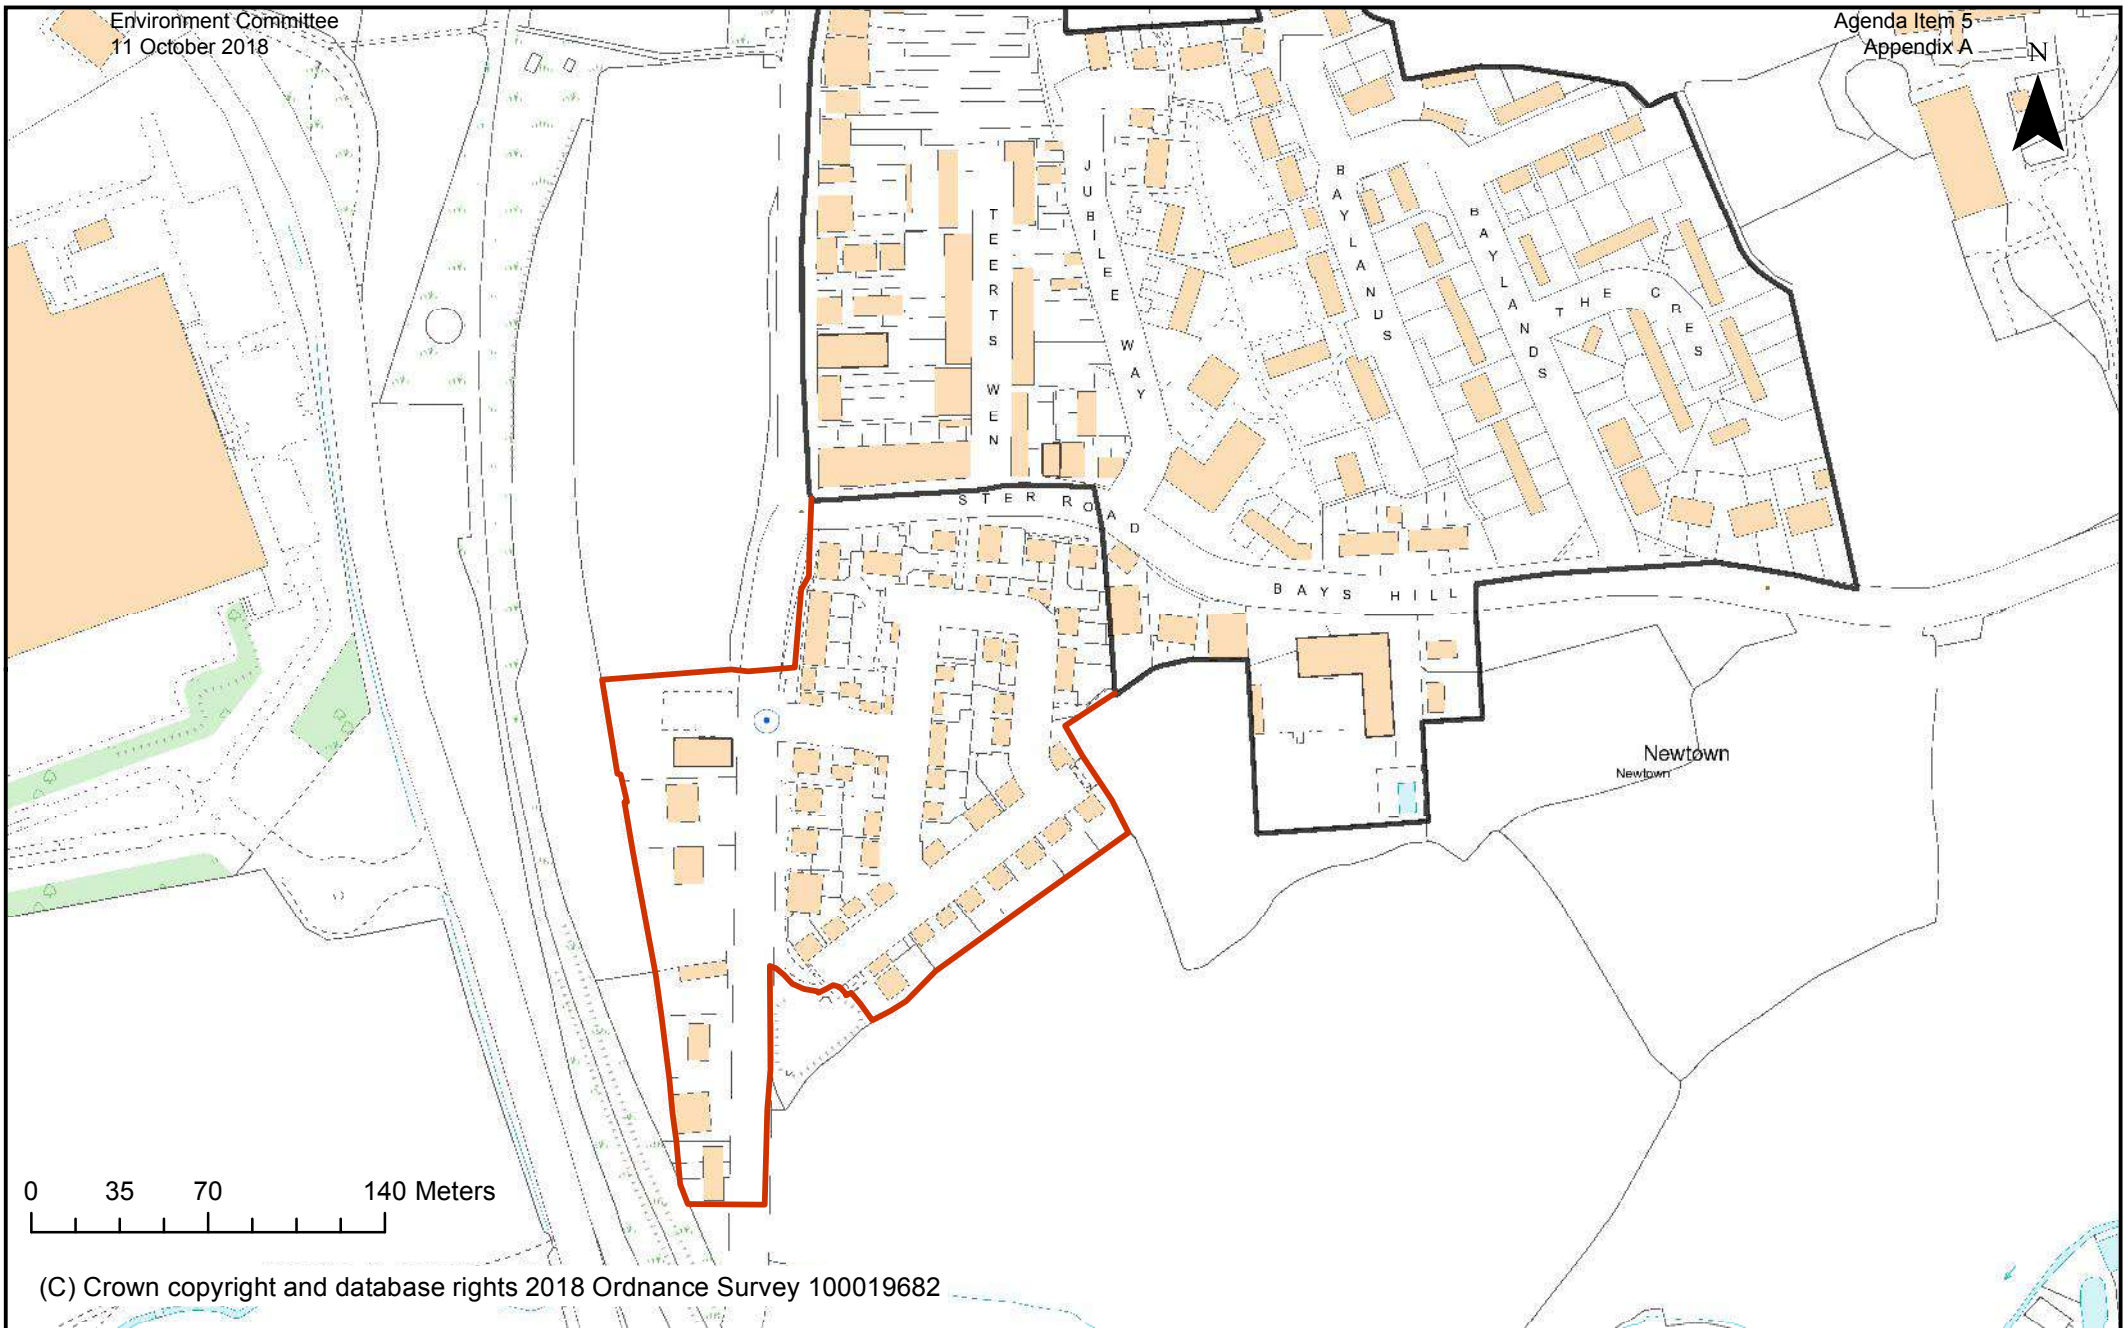 Environment Committee
11 October 2018
Agenda Item 5
Appendix A
N
TEERTS WEN
JUBILEE WAY
BAYLANDS
BAYLANDS
THE CRES
STER ROAD
BAYS HILL
Newtown
Newtown
0 35 70 140 Meters
(C) Crown copyright and database rights 2018 Ordnance Survey 100019682